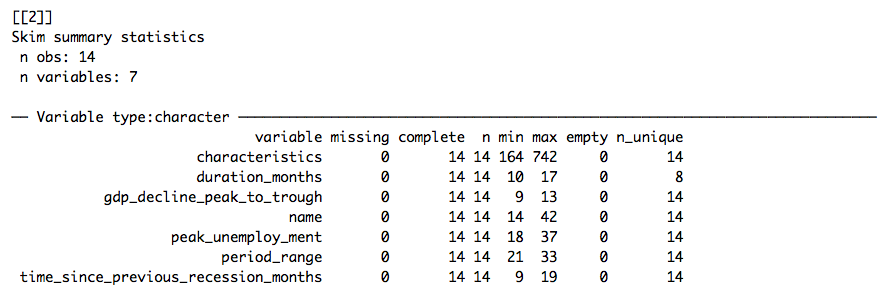 [[2]]
Skim summary statistics
n obs: 14
n variables: 7
── Variable type:character ──────────────────────────────
variable missing complete n min max empty n_unique
characteristics 0 14 14 164 742 0 14
duration_months 0 14 14 10 17 0 8
gdp_decline_peak_to_trough 0 14 14 9 13 0 14
name 0 14 14 14 42 0 14
peak_unemploy_ment 0 14 14 18 37 0 14
period_range 0 14 14 21 33 0 14
time_since_previous_recession_months 0 14 14 9 19 0 14